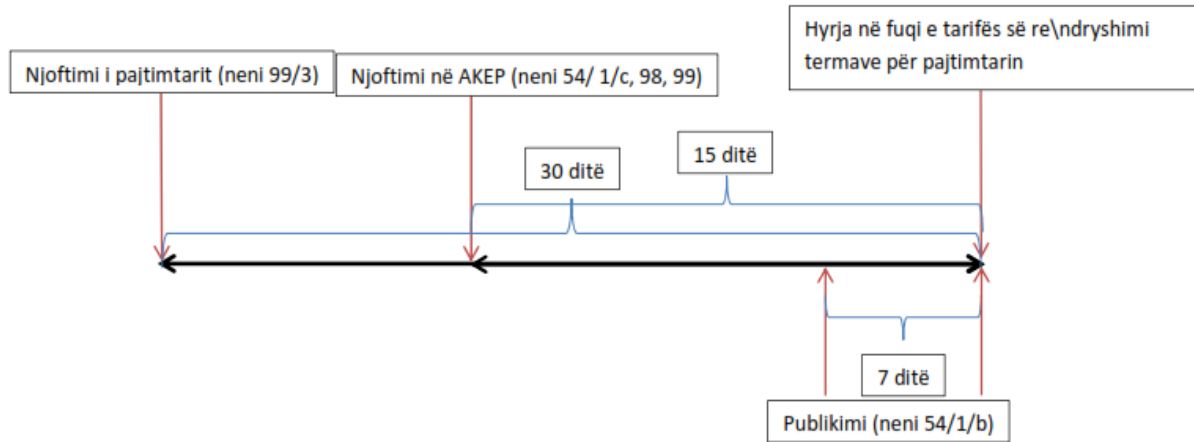 Hyrja në fuqi e tarifës së re\ndryshimi
termave për pajtimtarin
Njoftimi i pajtimtarit (neni 99/3)
Njoftimi në AKEP (neni 54/ 1/c, 98, 99)
15 ditë
30 ditë
7 ditë
Publikimi (neni 54/1/b)